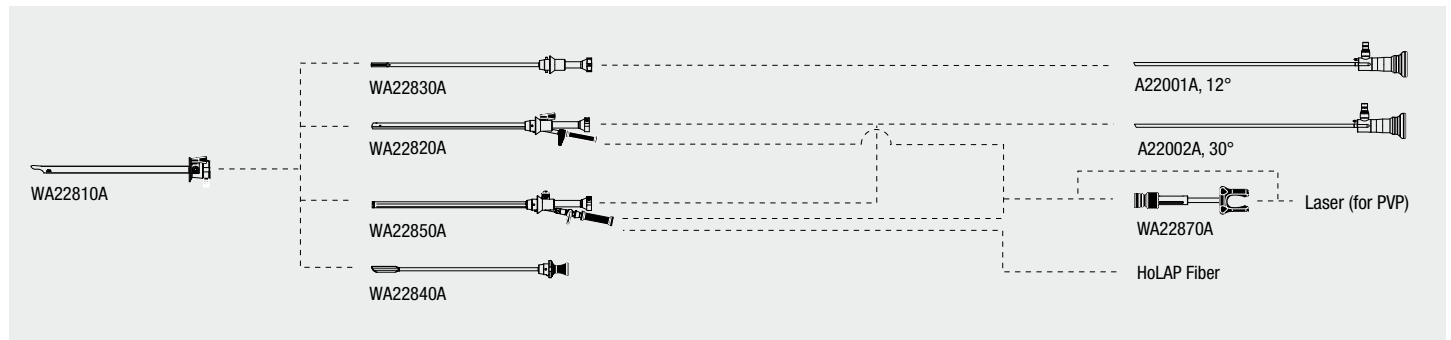 WA22830A
A22001A, 12°
WA22820A
A22002A, 30°
WA22810A
WA22850A
WA22870A
Laser (for PVP)
HoLAP Fiber
WA22840A